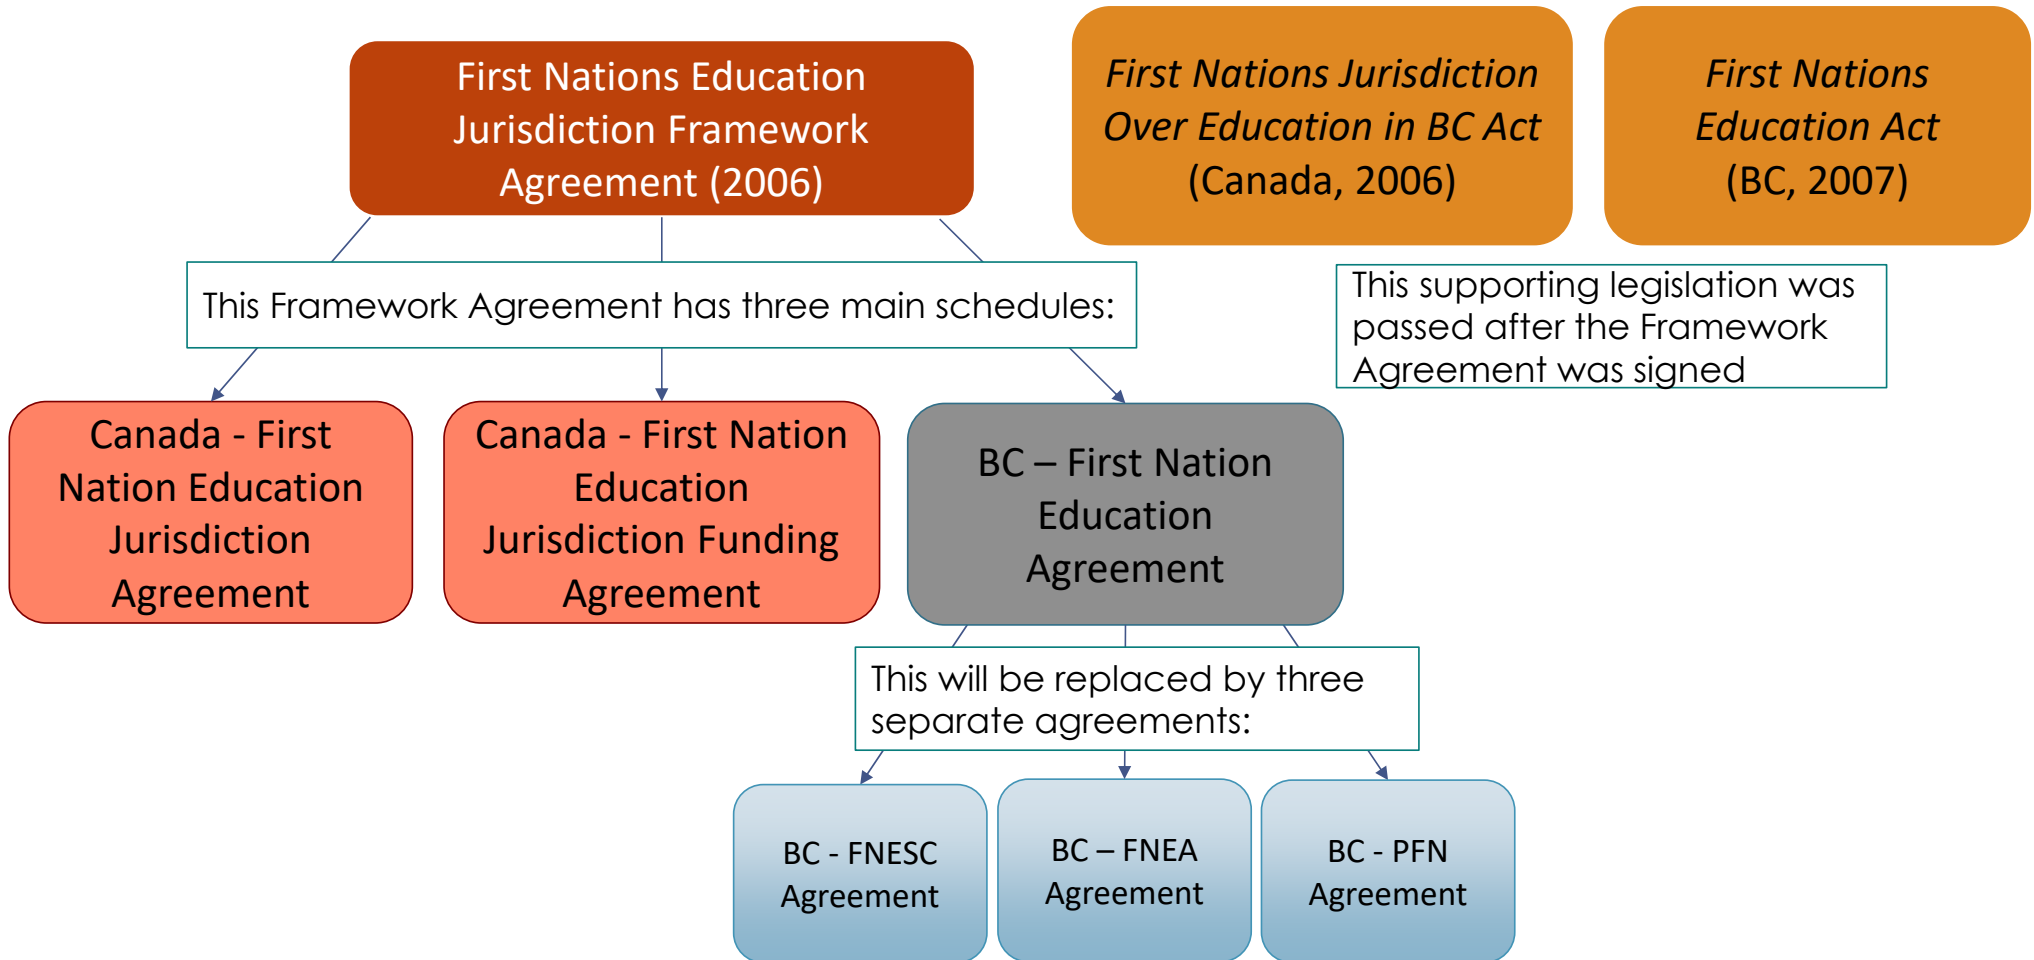 First Nations Education
Jurisdiction Framework
Agreement (2006)
First Nations Jurisdiction
Over Education in BC Act
(Canada, 2006)
First Nations
Education Act
(BC, 2007)
This Framework Agreement has three main schedules:
This supporting legislation was
passed after the Framework
Agreement was signed
Canada - First
Nation Education
Jurisdiction
Agreement
Canada - First Nation
Education
Jurisdiction Funding
Agreement
BC – First Nation
Education
Agreement
This will be replaced by three
separate agreements:
BC - FNESC
Agreement
BC – FNEA
Agreement
BC - PFN
Agreement